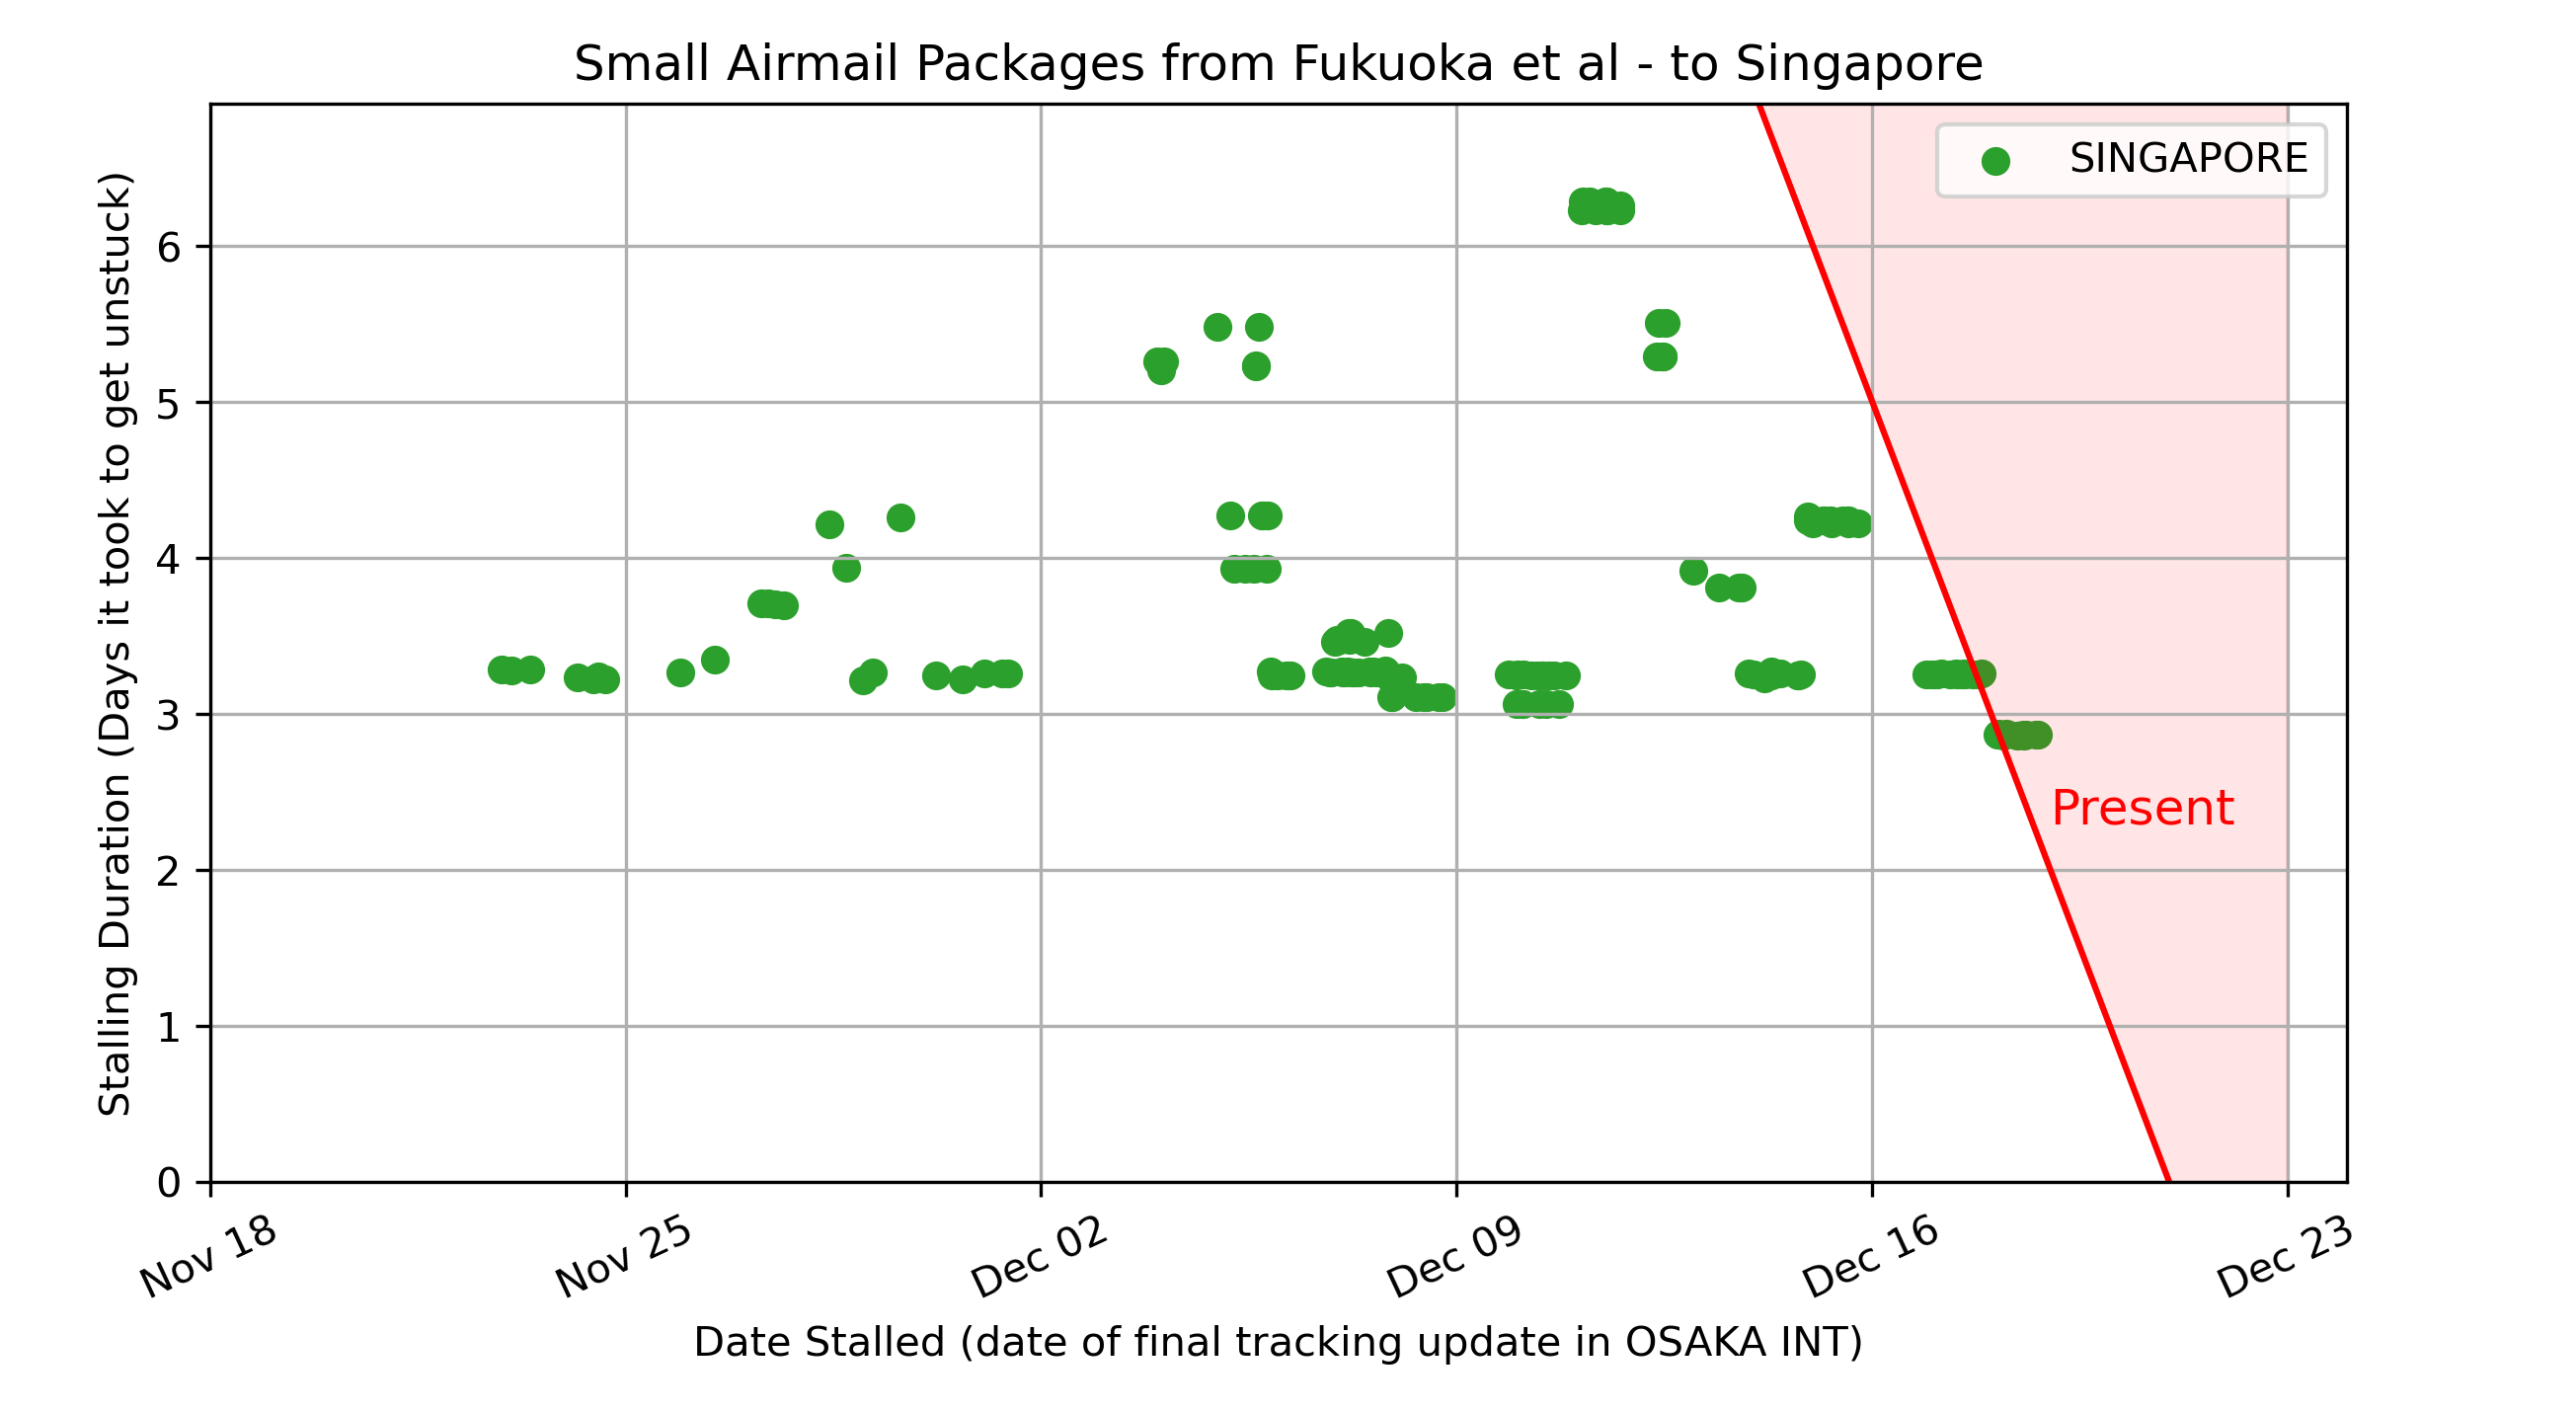 Small Airmail Packages from Fukuoka et al - to Singapore
SINGAPORE
Stalling Duration (Days it took to get unstuck)
6
5
4
3
2
1
0
Present
Nov 18
Nov 25
Dec 02
Dec 09
Dec 16
Dec 23
Date Stalled (date of final tracking update in OSAKA INT)